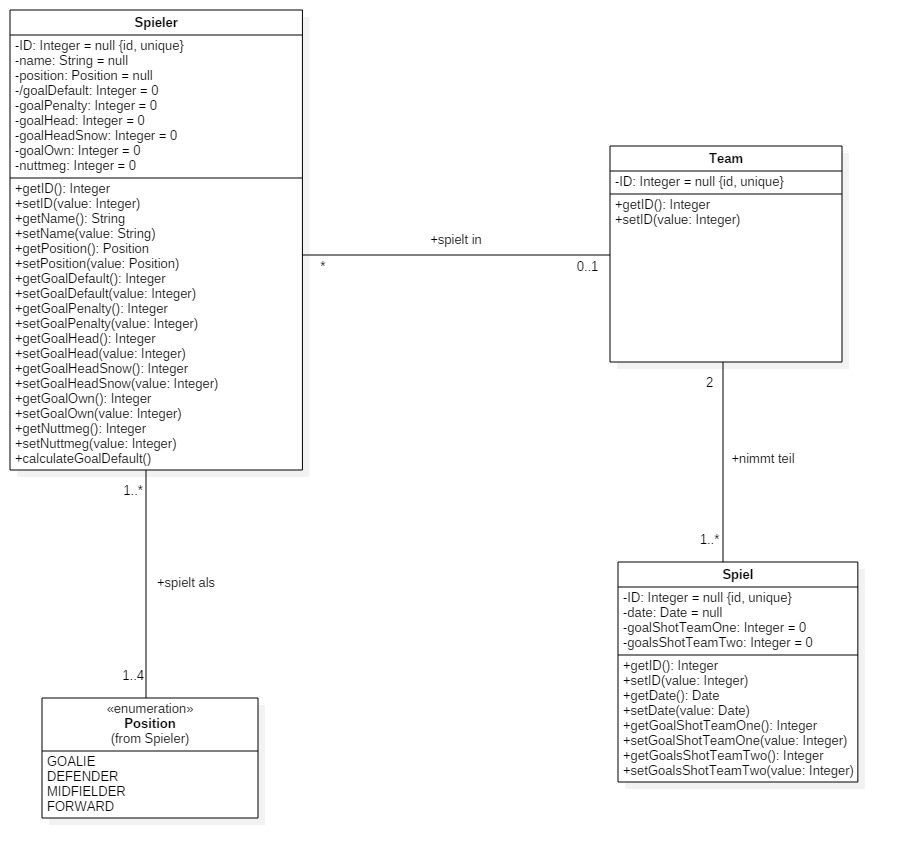 Spieler
-ID: Integer = null {id, unique}
-name: String = null
-position: Position = null
-/goalDefault: Integer = 0
-goalPenalty: Integer = 0
-goalHead: Integer = 0
-goalHeadSnow: Integer = 0
-goalOwn: Integer = 0
-nuttmeg: Integer = 0
+getID(): Integer
+setID(value: Integer)
+getName(): String
+setName(value: String)
+getPosition(): Position
+setPosition(value: Position)
+getGoalDefault(): Integer
+setGoalDefault(value: Integer)
+getGoalPenalty(): Integer
+setGoalPenalty(value: Integer)
+getGoalHead(): Integer
+setGoalHead(value: Integer)
+getGoalHeadSnow(): Integer
+setGoalHeadSnow(value: Integer)
+getGoalOwn(): Integer
+setGoalOwn(value: Integer)
+getNuttmeg(): Integer
+setNuttmeg(value: Integer)
+calculateGoalDefault()
+spielt in
*
0..1
Team
-ID: Integer = null {id, unique}
+getID(): Integer
+setID(value: Integer)
2
+nimmt teil
1..*
Spiel
-ID: Integer = null {id, unique}
-date: Date = null
-goalShotTeamOne: Integer = 0
-goalsShotTeamTwo: Integer = 0
+getID(): Integer
+setID(value: Integer)
+getDate(): Date
+setDate(value: Date)
+getGoalShotTeamOne(): Integer
+setGoalShotTeamOne(value: Integer)
+getGoalsShotTeamTwo(): Integer
+setGoalsShotTeamTwo(value: Integer)
1..*
+spielt als
1..4
«enumeration»
Position
(from Spieler)
GOALIE
DEFENDER
MIDFIELDER
FORWARD